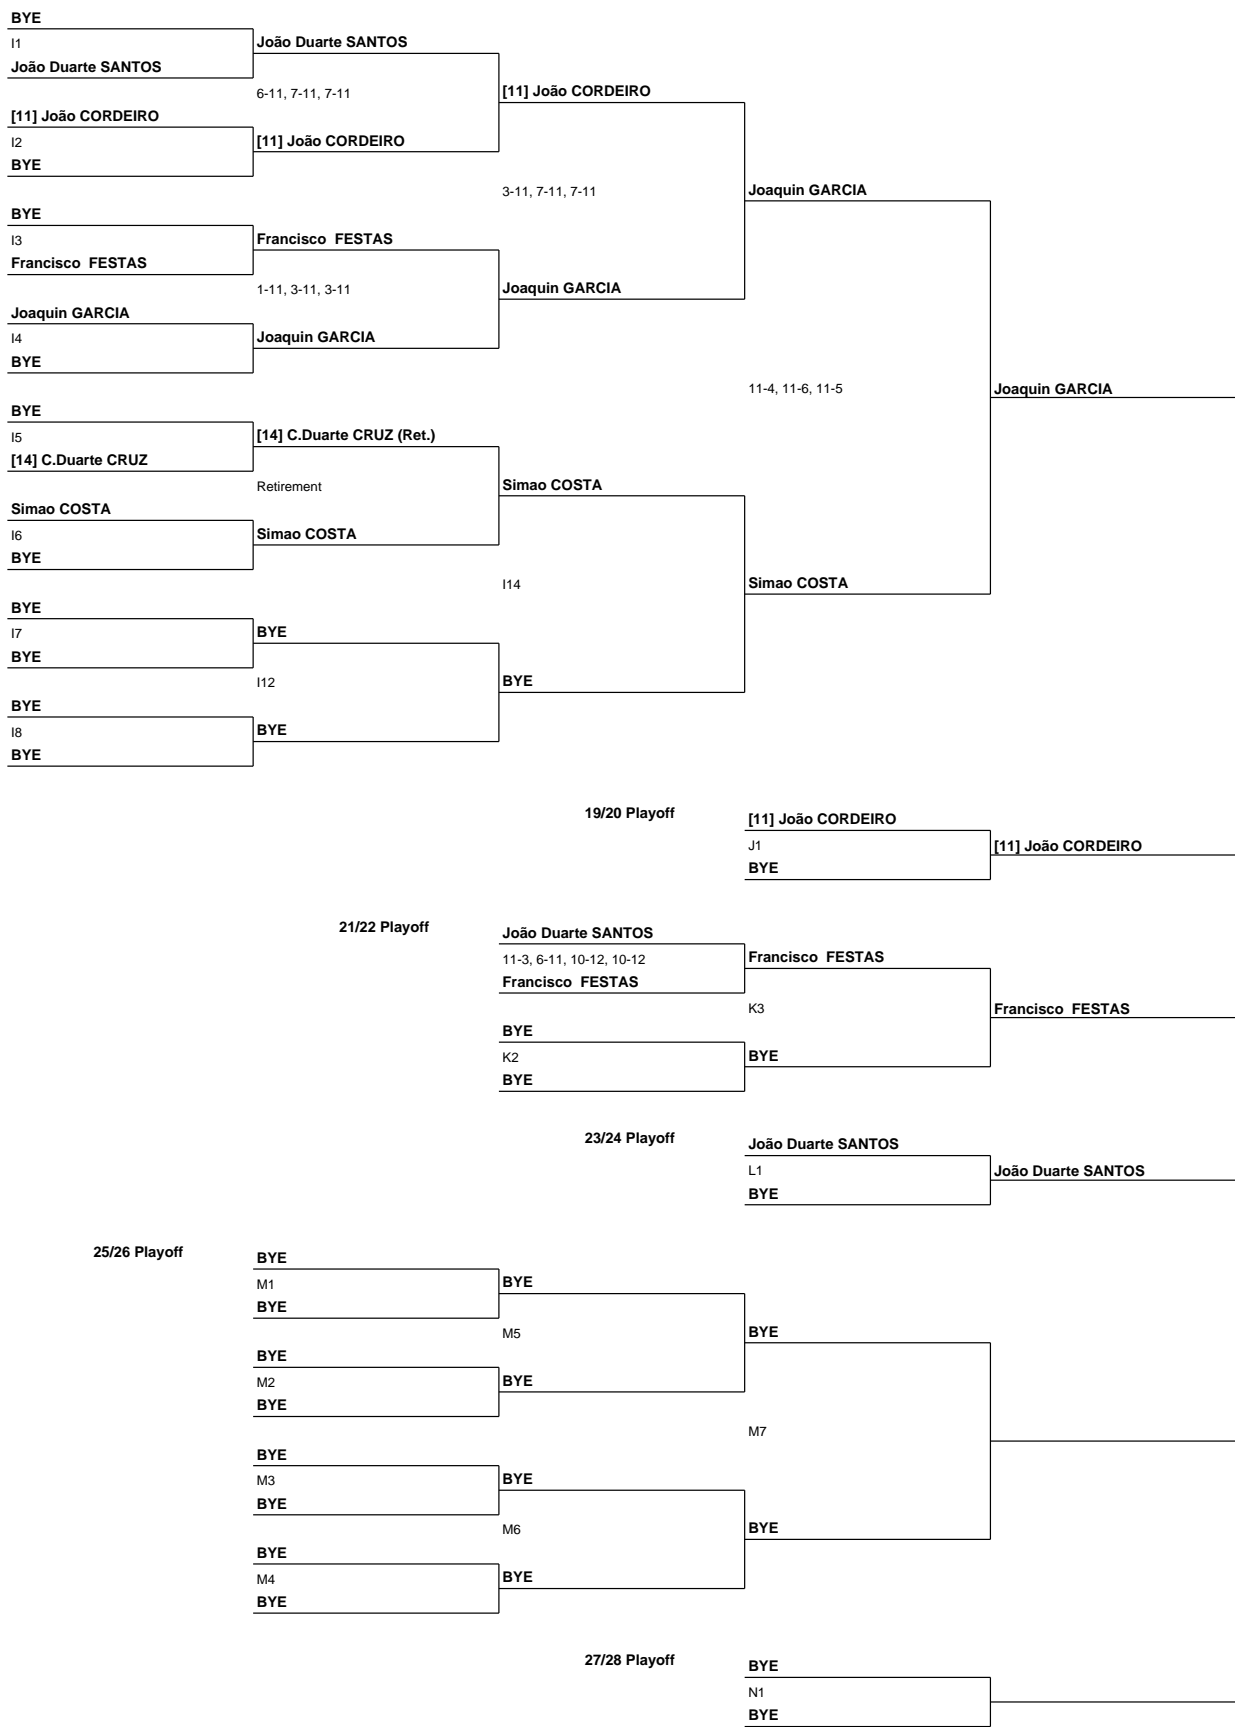 BYE
I1
João Duarte SANTOS
João Duarte SANTOS
6-11, 7-11, 7-11
[11] João CORDEIRO
[11] João CORDEIRO
I2
[11] João CORDEIRO
BYE
3-11, 7-11, 7-11
Joaquin GARCIA
BYE
I3
Francisco  FESTAS
Francisco  FESTAS
1-11, 3-11, 3-11
Joaquin GARCIA
Joaquin GARCIA
I4
Joaquin GARCIA
BYE
11-4, 11-6, 11-5
Joaquin GARCIA
BYE
I5
[14] C.Duarte CRUZ (Ret.)
[14] C.Duarte CRUZ
Retirement
Simao COSTA
Simao COSTA
I6
Simao COSTA
BYE
I14
Simao COSTA
BYE
I7
BYE
BYE
I12
BYE
BYE
I8
BYE
BYE
19/20 Playoff
[11] João CORDEIRO
J1
[11] João CORDEIRO
BYE
21/22 Playoff
João Duarte SANTOS
11-3, 6-11, 10-12, 10-12
Francisco  FESTAS
Francisco  FESTAS
K3
Francisco  FESTAS
BYE
K2
BYE
BYE
23/24 Playoff
João Duarte SANTOS
L1
João Duarte SANTOS
BYE
25/26 Playoff
BYE
M1
BYE
BYE
M5
BYE
BYE
M2
BYE
BYE
M7
BYE
M3
BYE
BYE
M6
BYE
BYE
M4
BYE
BYE
27/28 Playoff
BYE
N1
BYE